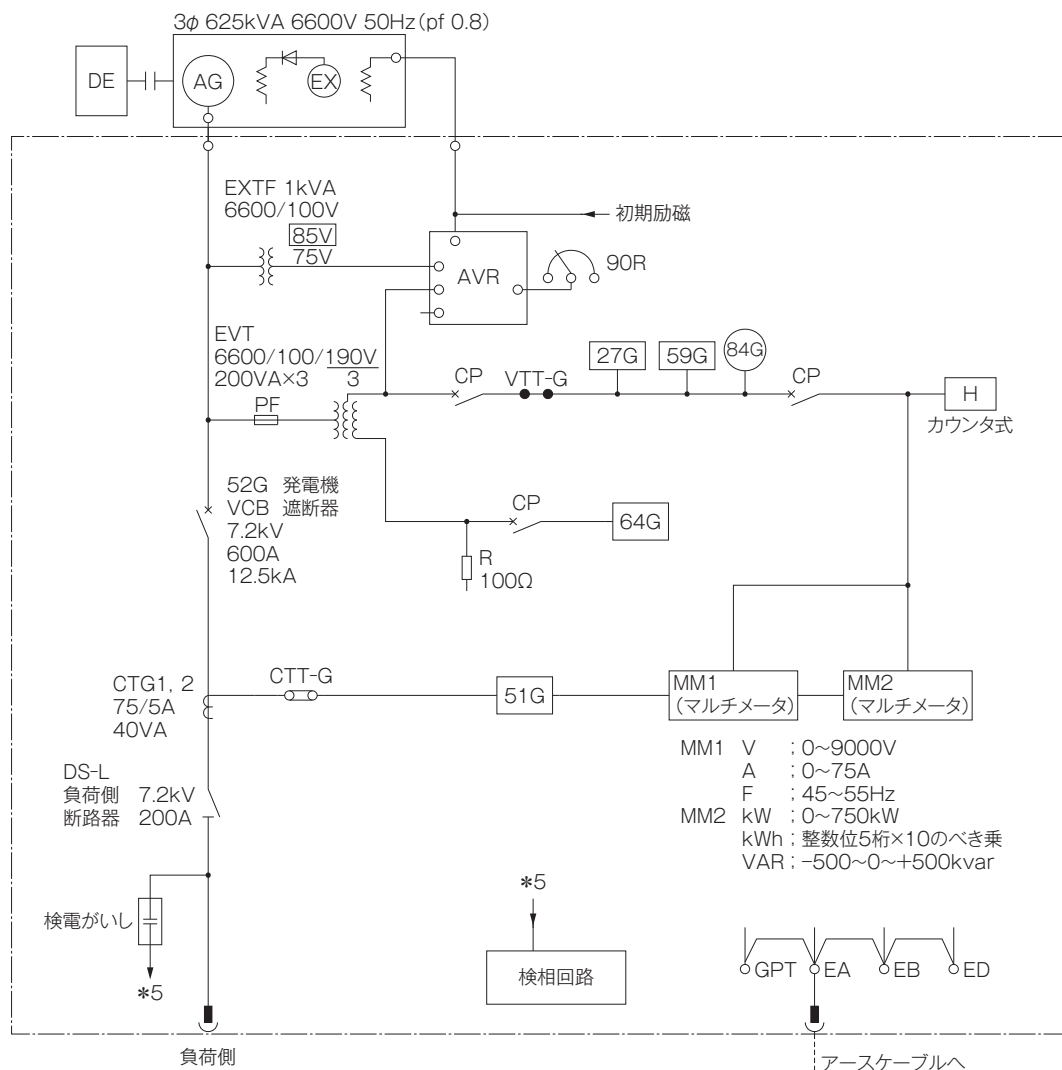 3φ 625kVA 6600V 50Hz(pf 0.8)
DE
AG
EX
EXTF 1kVA
6600/100V
85V
75V
初期励磁
AVR
90R
EVT
6600/100/190V
3
200VA×3
PF
CP
VTT-G
27G
59G
84G
CP
H
カウンタ式
52G 発電機
VCB 遮断器
7.2kV
600A
12.5kA
CP
64G
R
100Ω
CTG1, 2
75/5A
40VA
CTT-G
51G
MM1
(マルチメータ)
MM2
(マルチメータ)
MM1 V ; 0~9000V
A ; 0~75A
F ; 45~55Hz
MM2 kW ; 0~750kW
kWh ; 整数位5桁×10のべき乗
VAR ; −500~0~+500kvar
DS-L
負荷側 7.2kV
断路器 200A
検電がいし
*5
*5
検相回路
GPT
EA
EB
ED
負荷側
アースケーブルへ